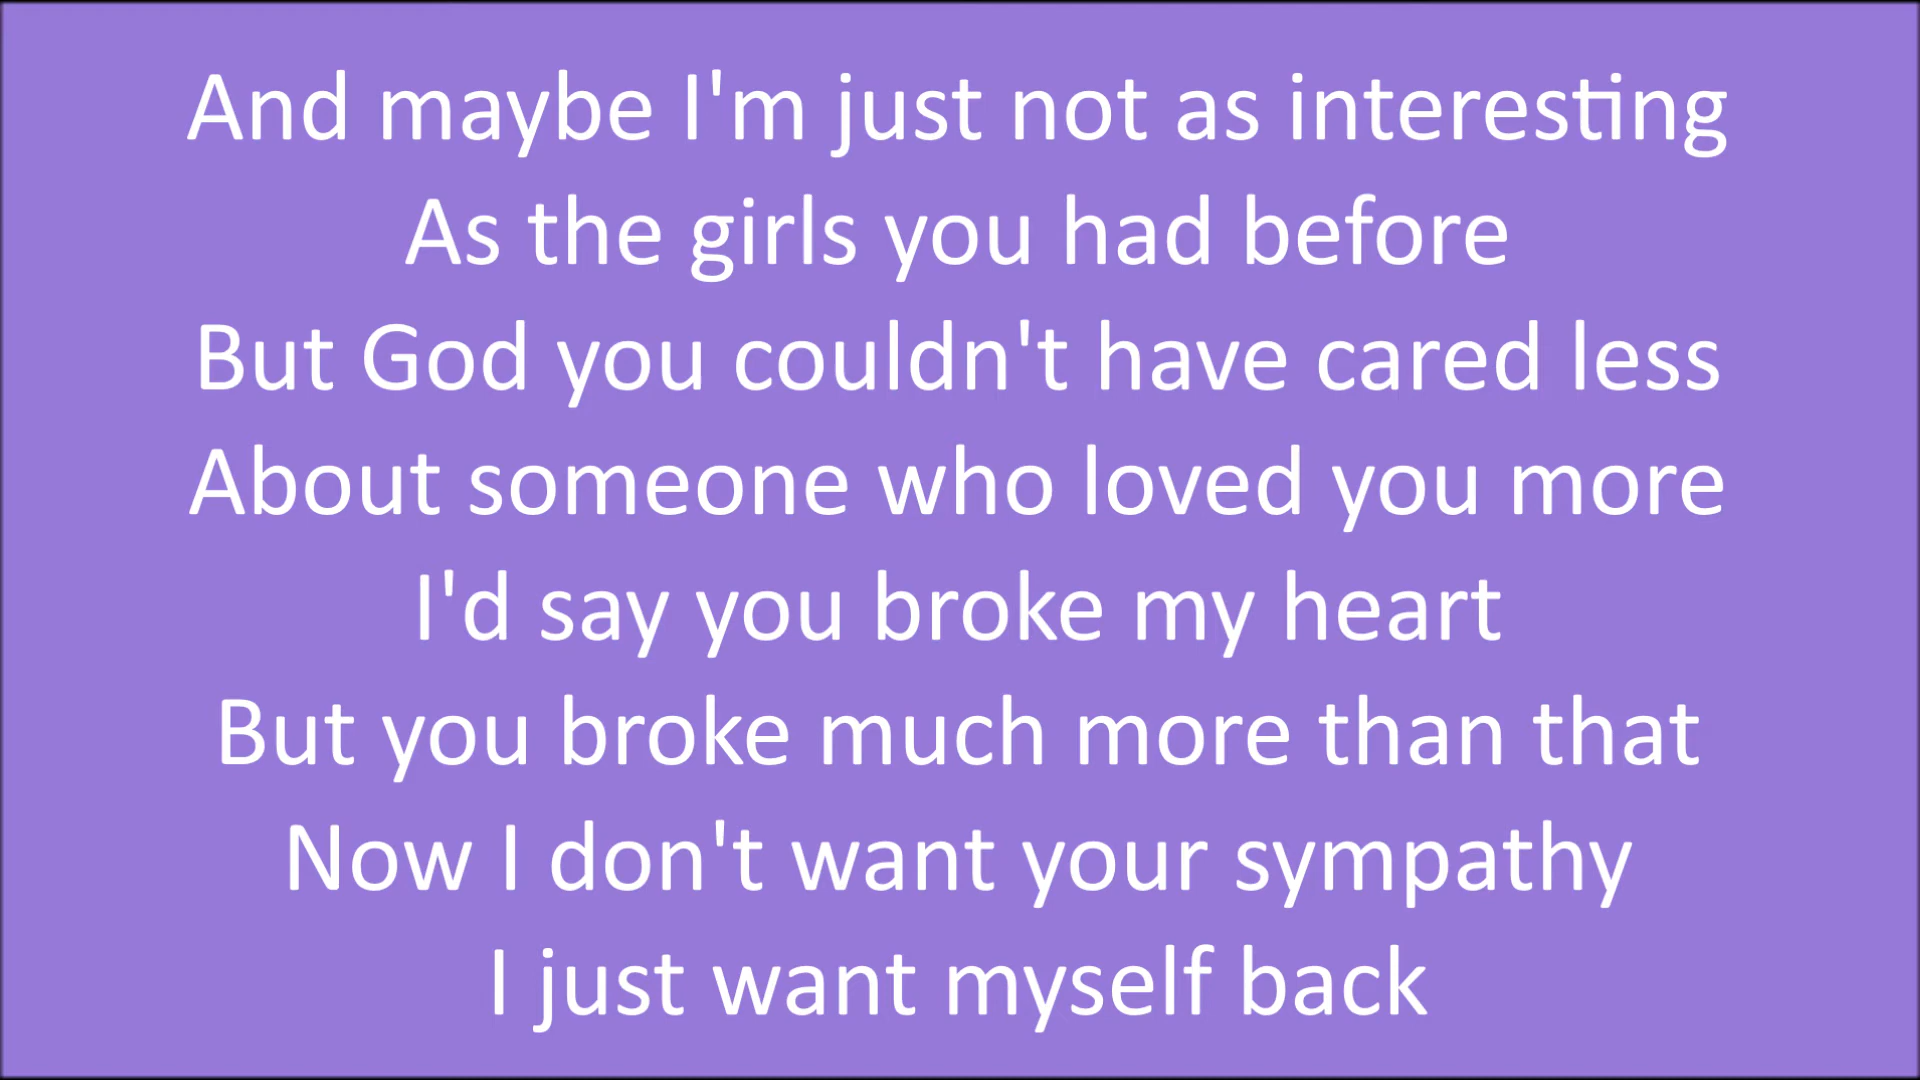 And maybe I'm just not as interesting
As the girls you had before
But God you couldn't have cared less
About someone who loved you more
I'd say you broke my heart
But you broke much more than that
Now I don't want your sympathy
I just want myself back